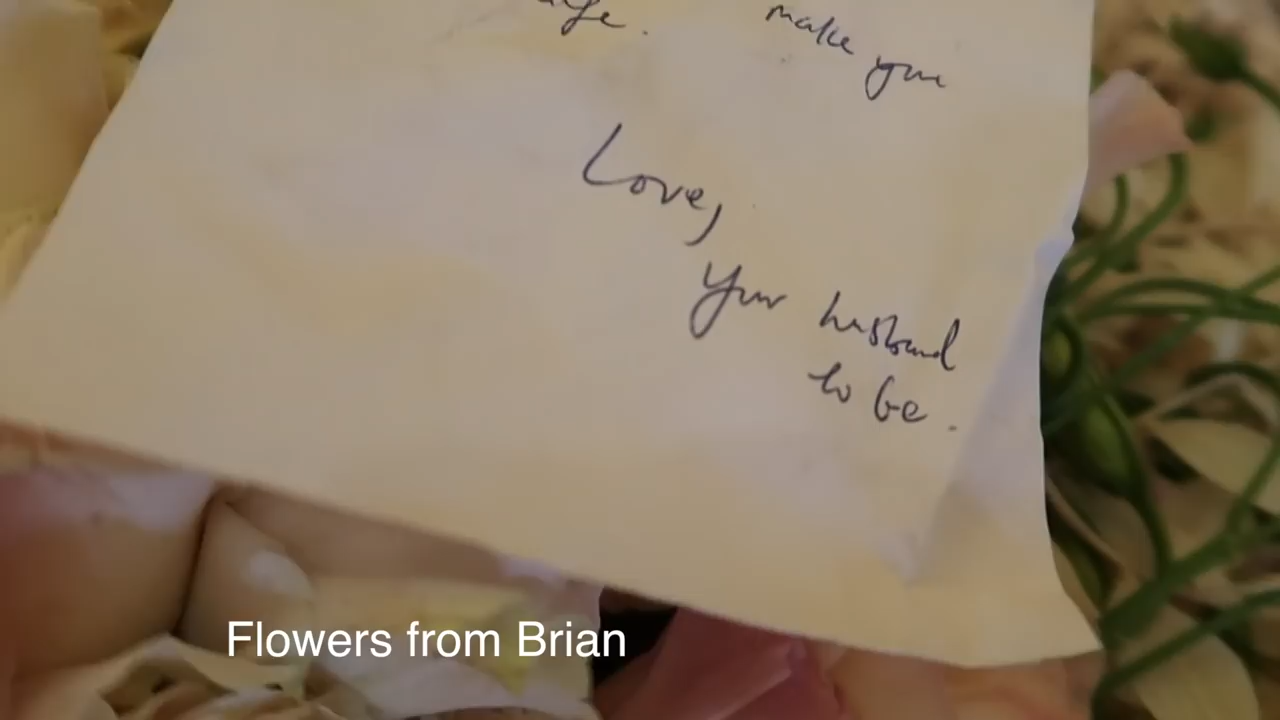 make you
Love,
Your husband
to be.
Flowers from Brian